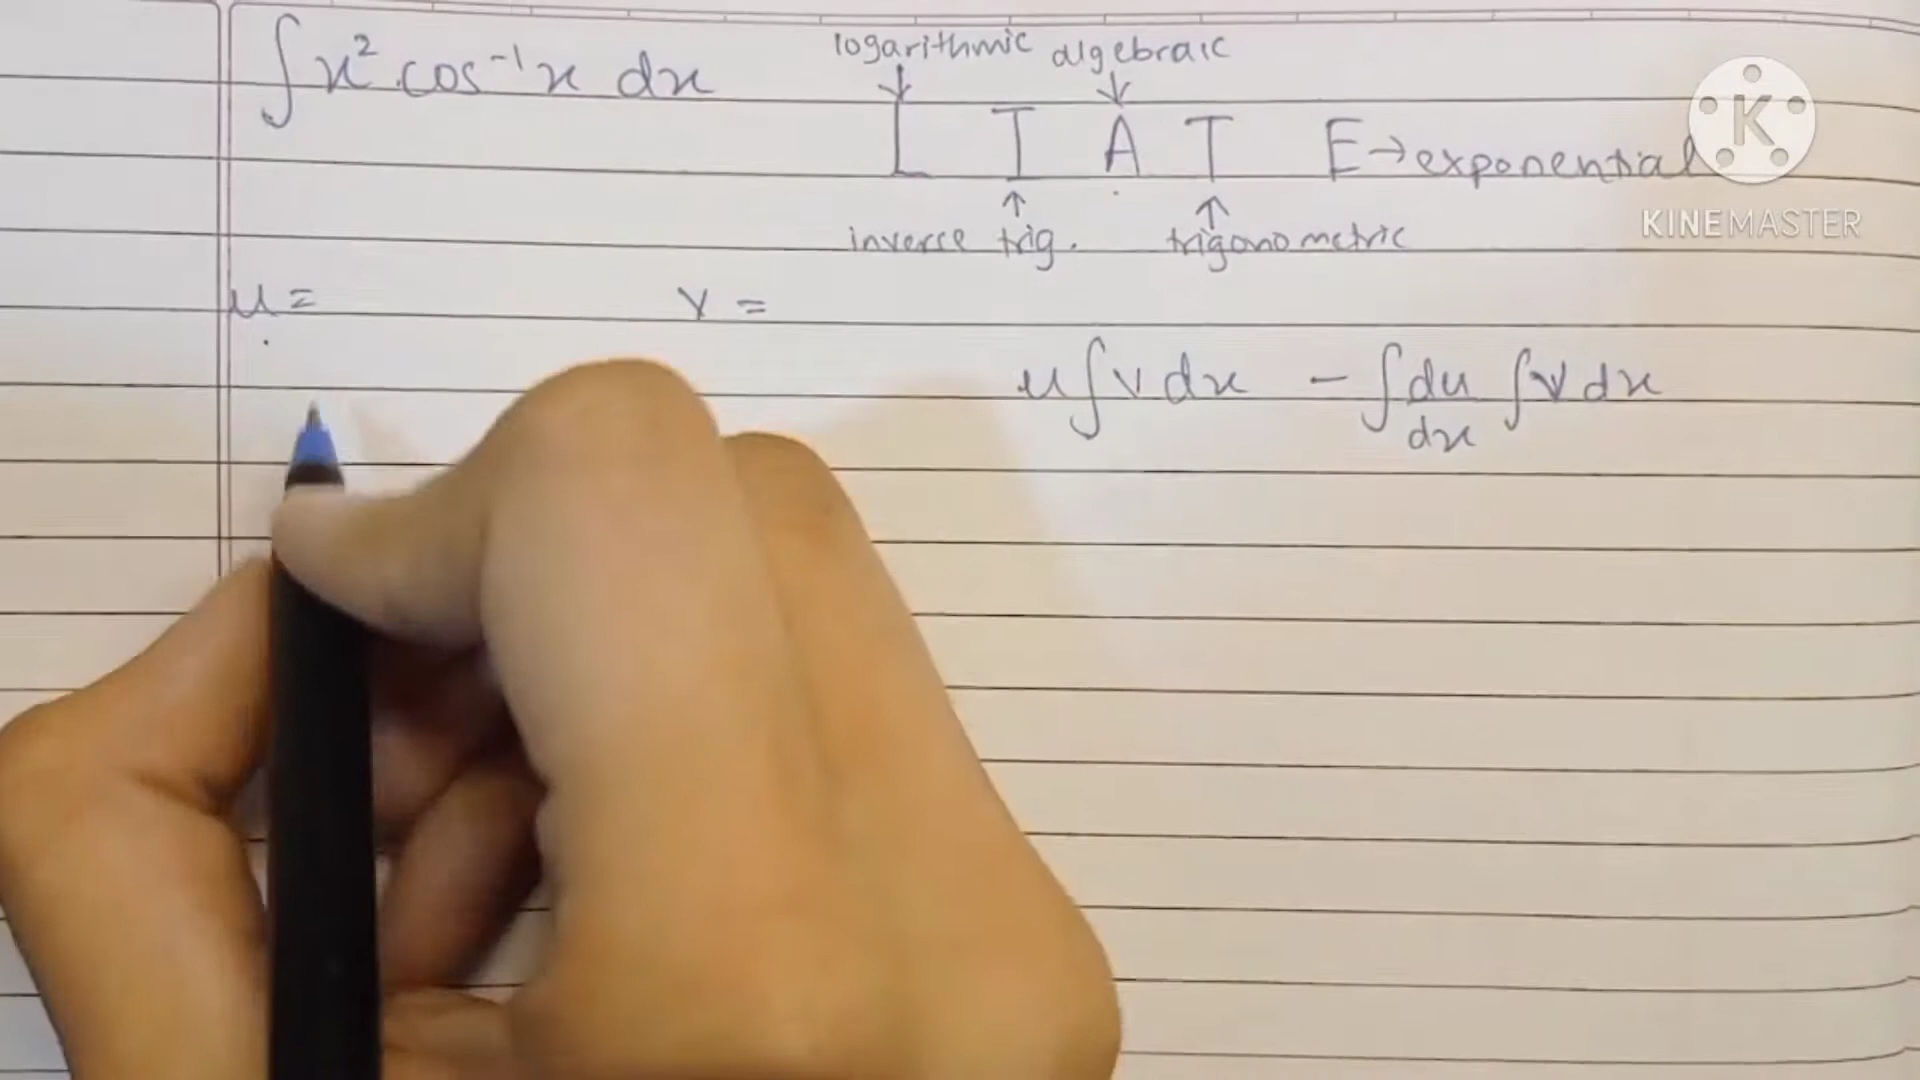 ∫x² cos⁻¹x dx
logarithmic algebraic
↓ ↓
L I A T E → exponential
↑ ↑
inverse trig. trigonometric
K
KINEMASTER
u = v =
u∫v dx - ∫du/dx ∫v dx